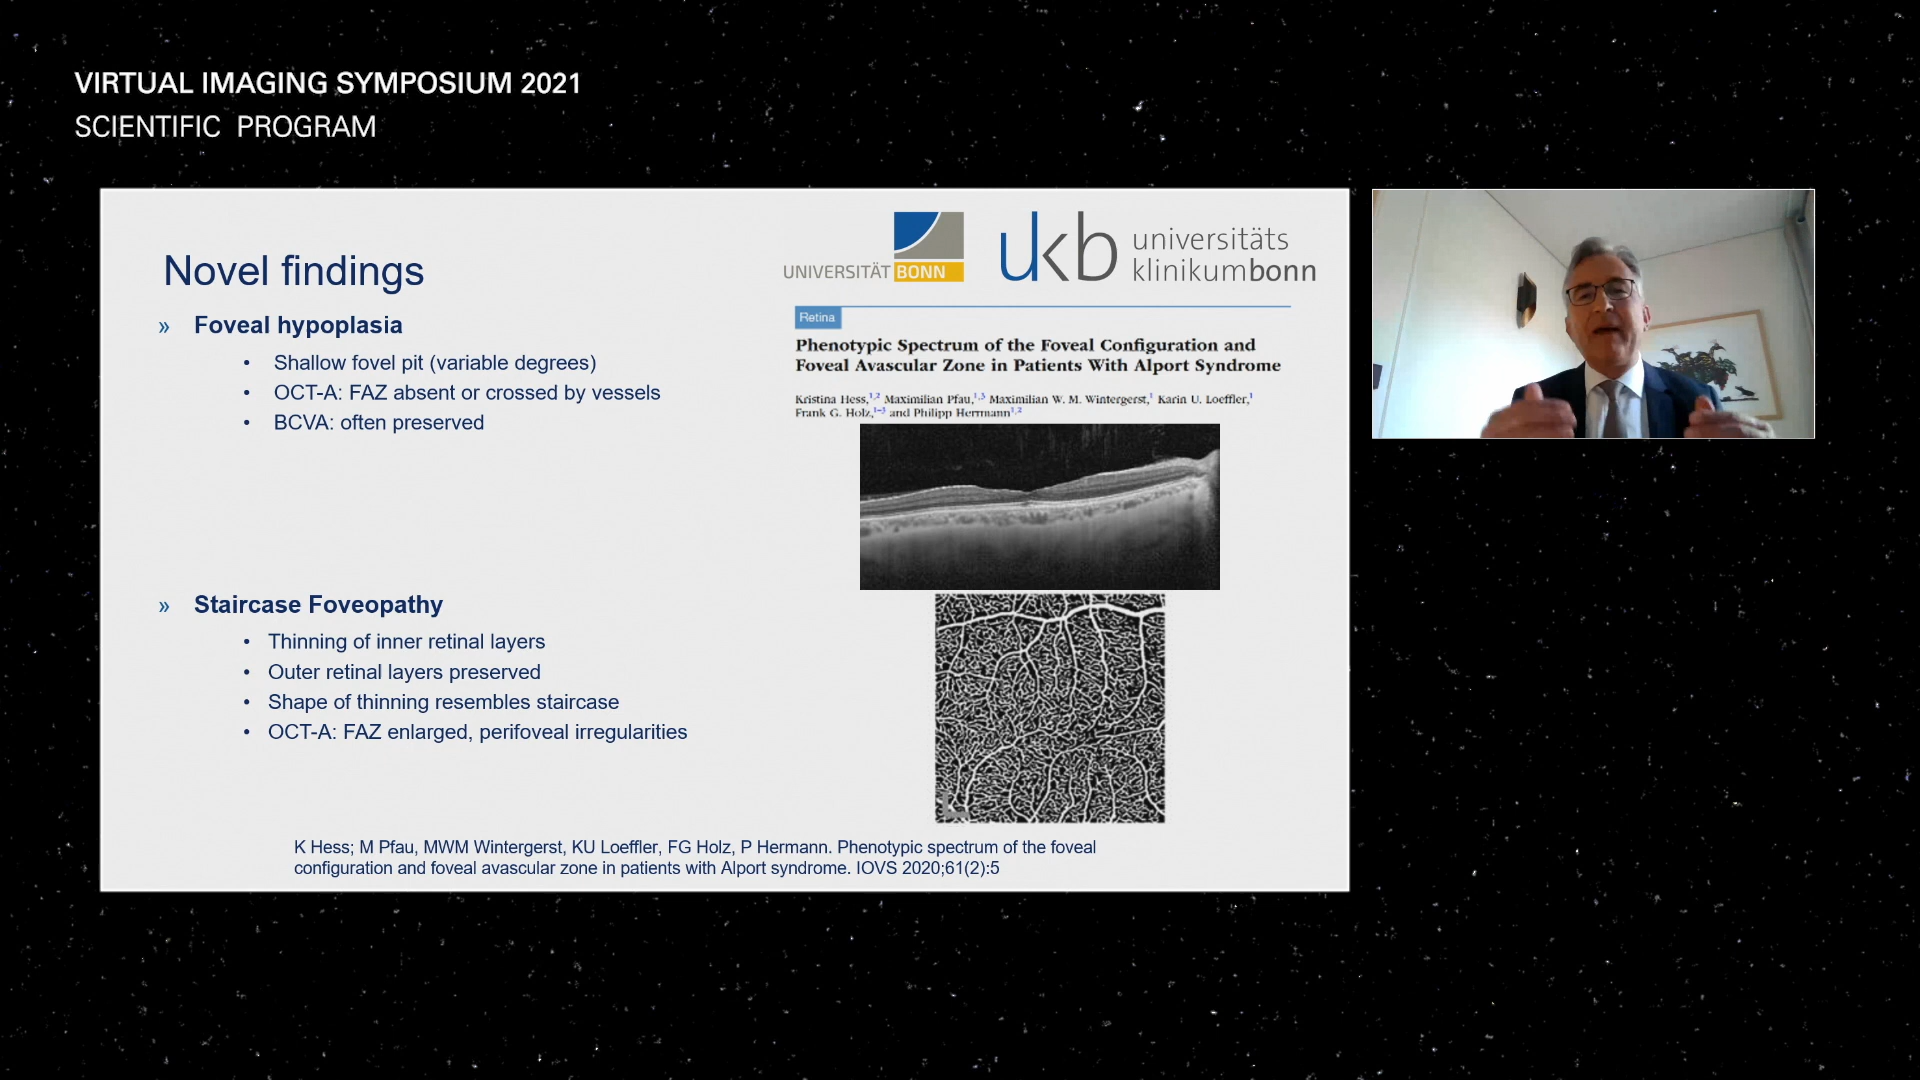 VIRTUAL IMAGING SYMPOSIUM 2021
SCIENTIFIC PROGRAM
UNIVERSITÄT BONN
ukb universitäts
klinikumbonn
Novel findings
» Foveal hypoplasia
• Shallow fovel pit (variable degrees)
• OCT-A: FAZ absent or crossed by vessels
• BCVA: often preserved
Retina
Phenotypic Spectrum of the Foveal Configuration and
Foveal Avascular Zone in Patients With Alport Syndrome
Kristina Hess,1,2 Maximilian Pfau,1,3 Maximilian W. M. Wintergerst,1 Karin U. Loeffler,1
Frank G. Holz,1–3 and Philipp Herrmann1,2
» Staircase Foveopathy
• Thinning of inner retinal layers
• Outer retinal layers preserved
• Shape of thinning resembles staircase
• OCT-A: FAZ enlarged, perifoveal irregularities
K Hess; M Pfau, MWM Wintergerst, KU Loeffler, FG Holz, P Hermann. Phenotypic spectrum of the foveal
configuration and foveal avascular zone in patients with Alport syndrome. IOVS 2020;61(2):5